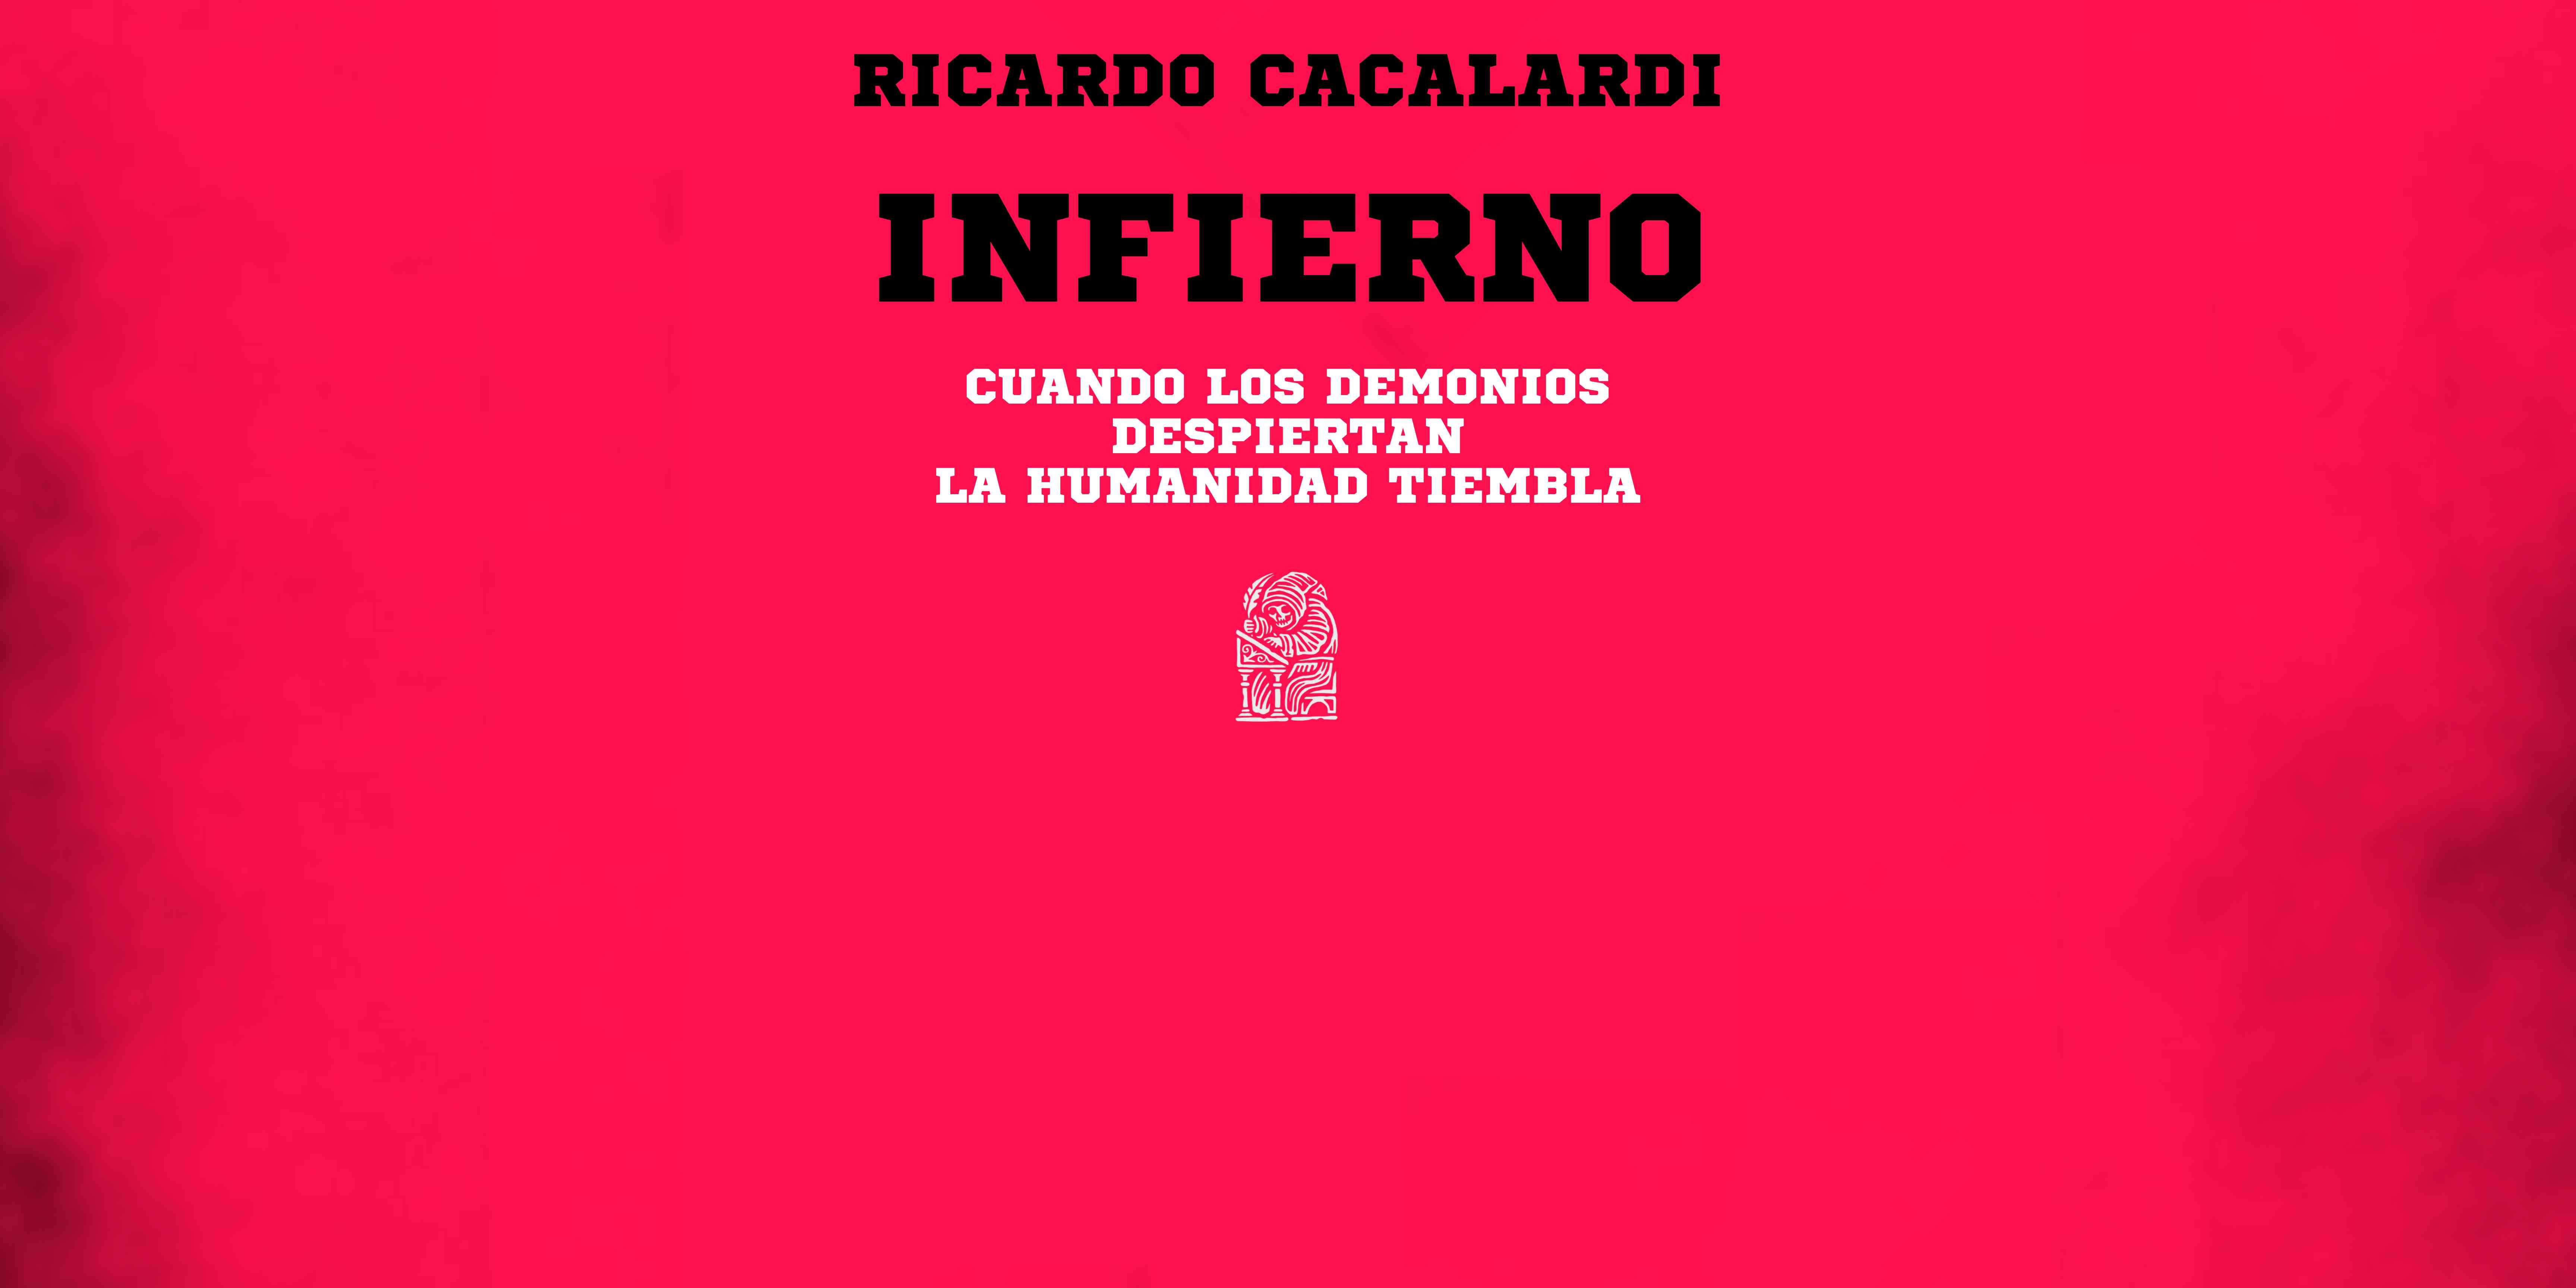 RICARDO CACALARDI
INFIERNO
CUANDO LOS DEMONIOS
DESPIERTAN
LA HUMANIDAD TIEMBLA